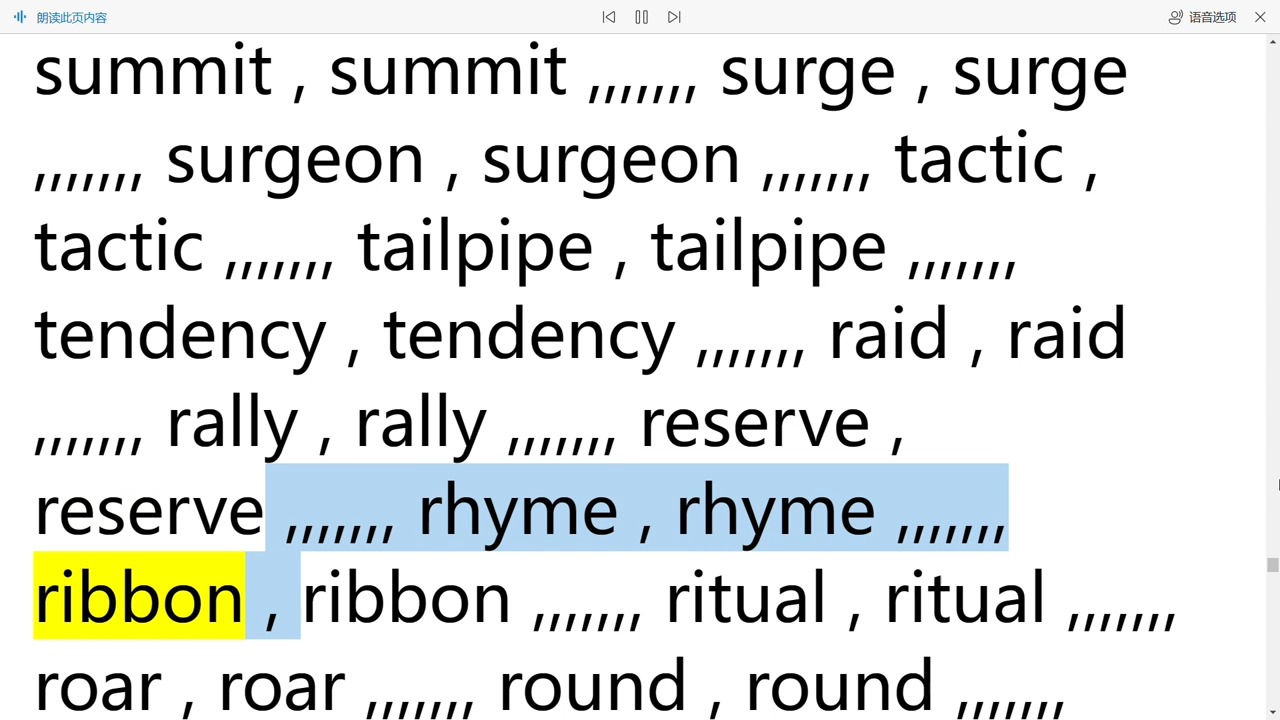 朗读此页内容
语音选项
summit , summit ,,,,,,, surge , surge
,,,,,,, surgeon , surgeon ,,,,,,, tactic ,
tactic ,,,,,,, tailpipe , tailpipe ,,,,,,,
tendency , tendency ,,,,,,, raid , raid
,,,,,,, rally , rally ,,,,,,, reserve ,
reserve ,,,,,,, rhyme , rhyme ,,,,,,,
ribbon , ribbon ,,,,,,, ritual , ritual ,,,,,,,
roar , roar ,,,,,,, round , round ,,,,,,,